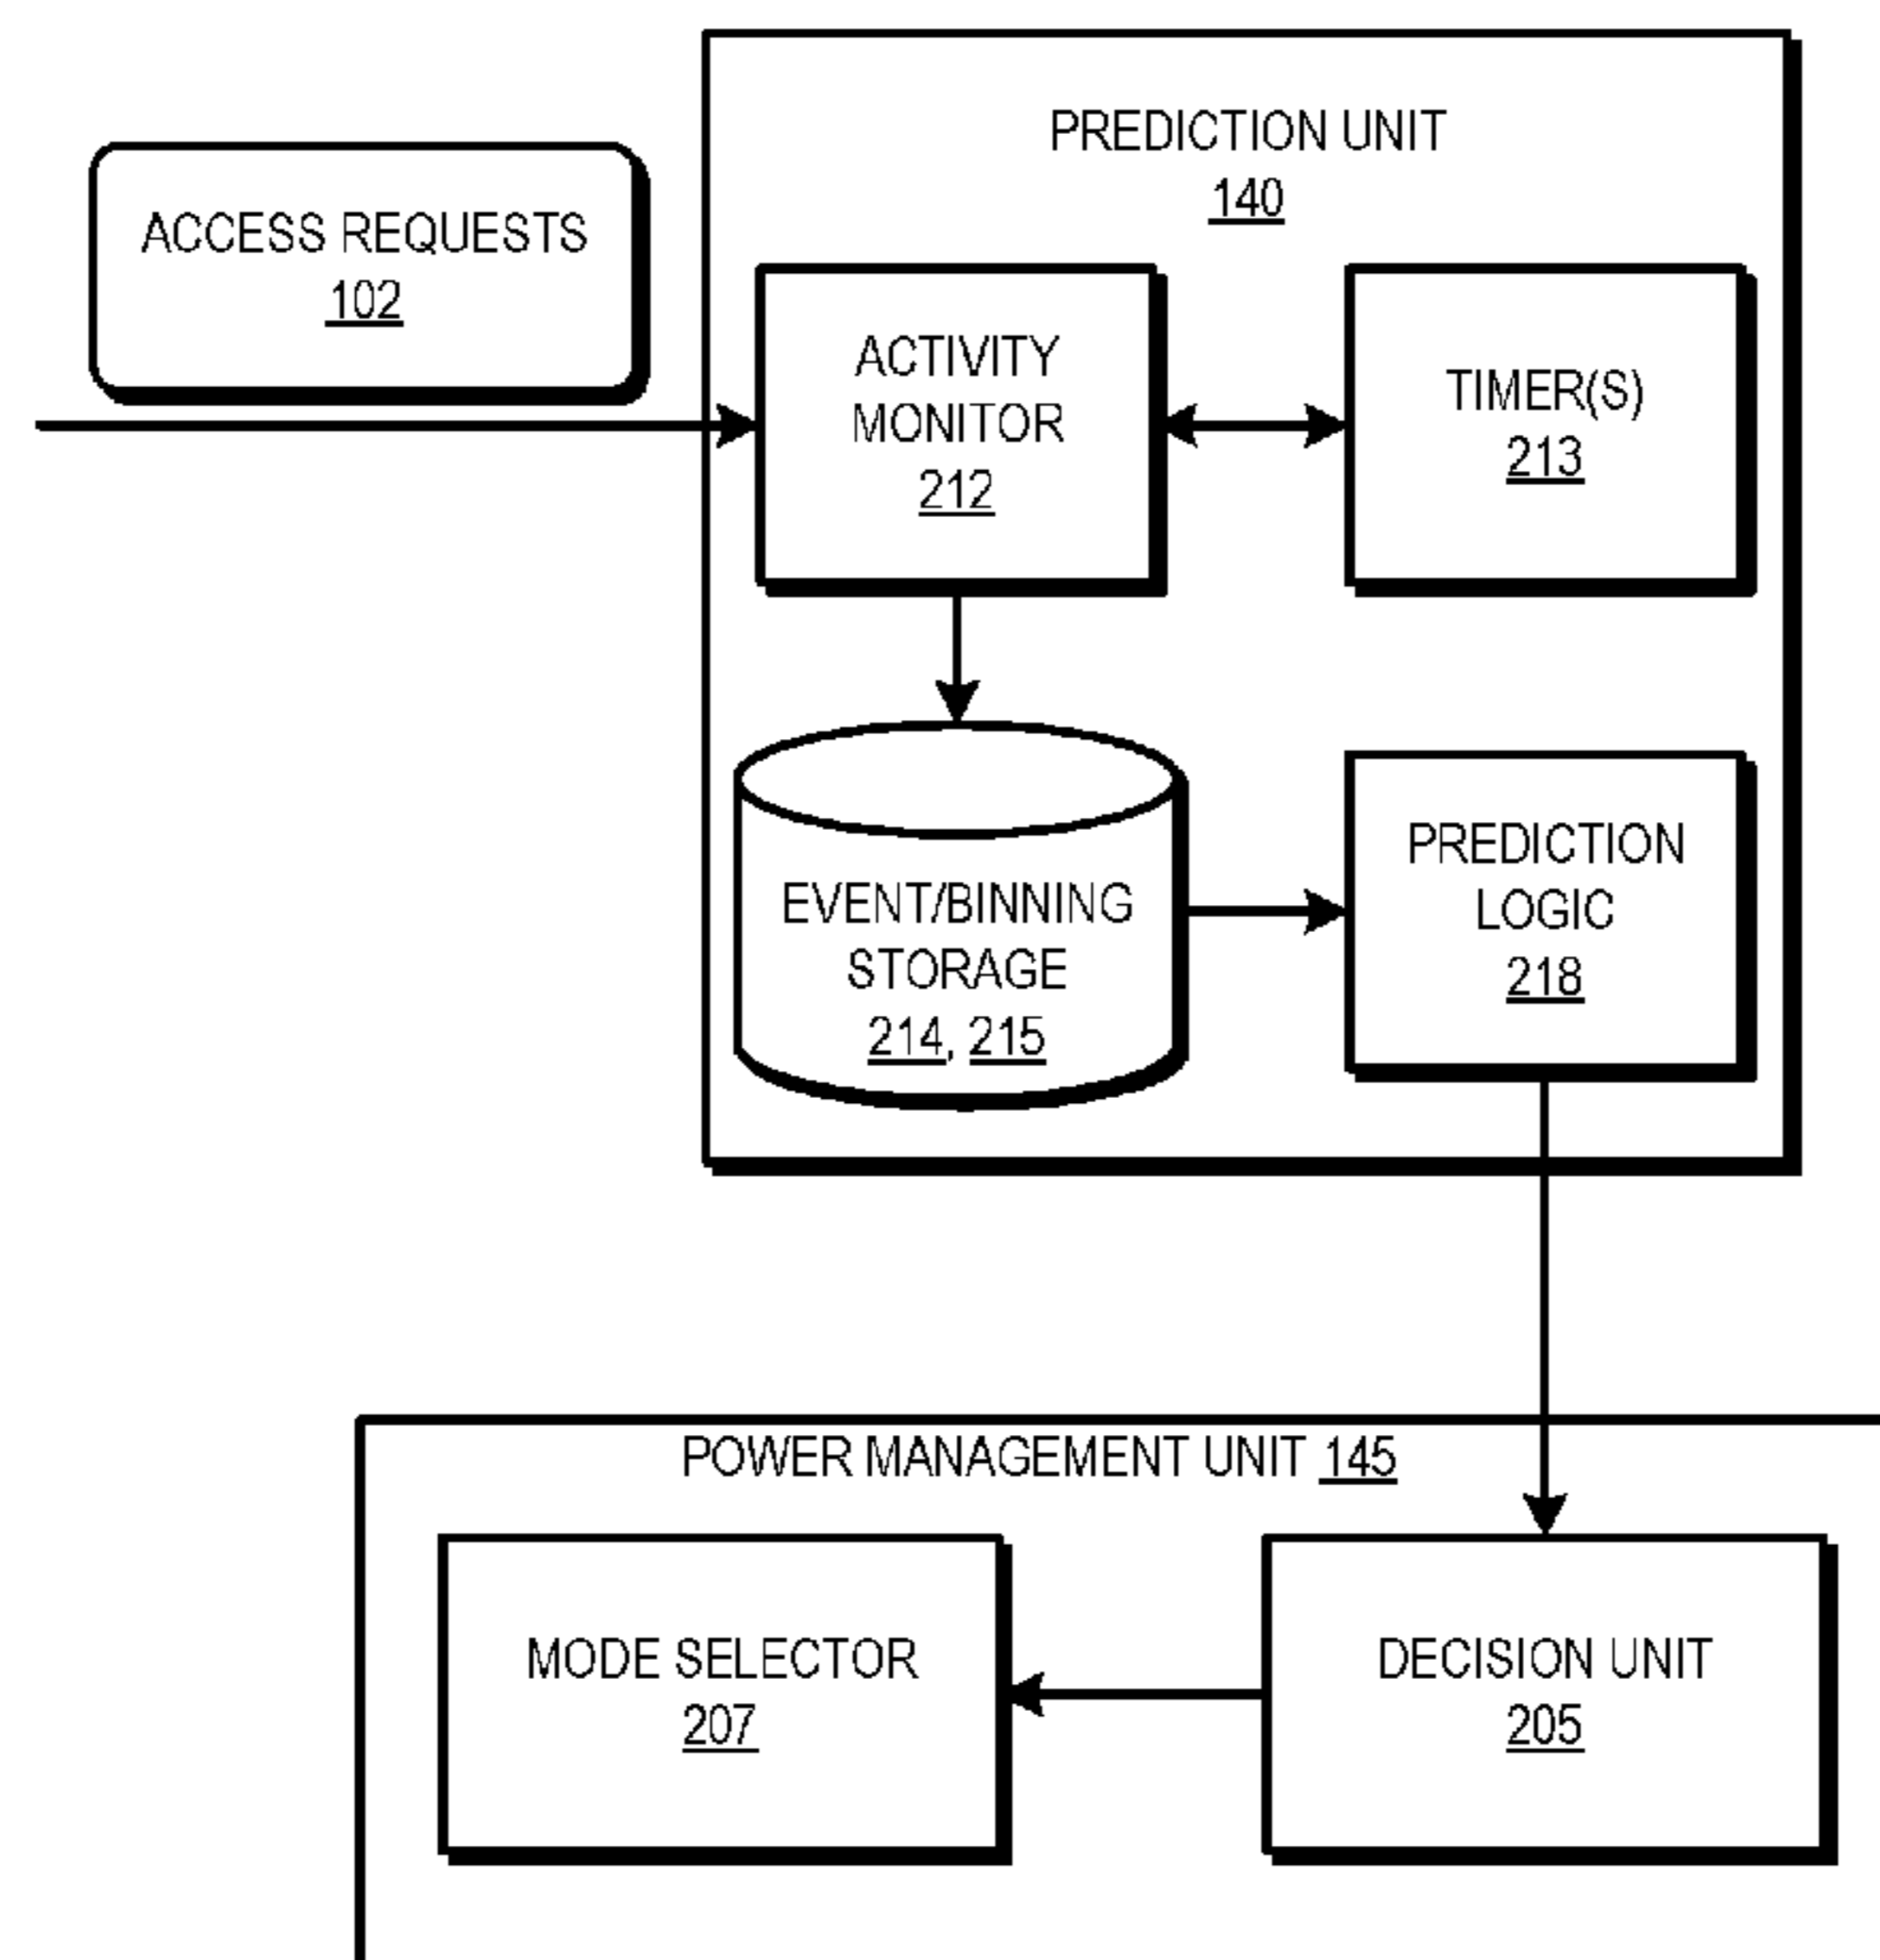 PREDICTION UNIT
140
ACCESS REQUESTS
102
ACTIVITY
MONITOR
212
TIMER(S)
213
EVENT/BINNING
STORAGE
214, 215
PREDICTION
LOGIC
218
POWER MANAGEMENT UNIT 145
MODE SELECTOR
207
DECISION UNIT
205